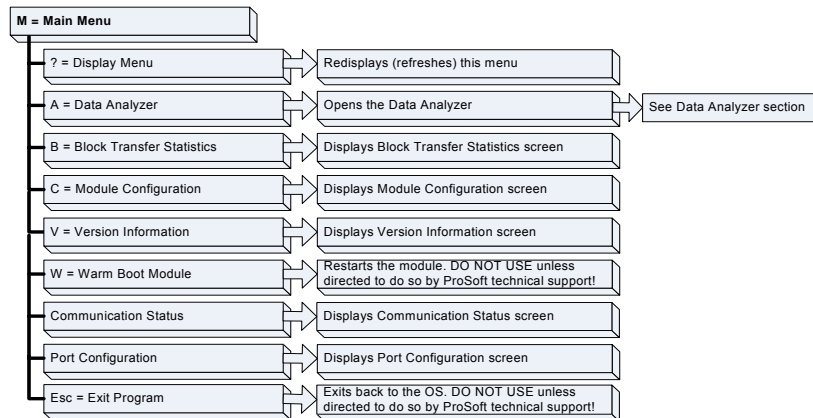 M = Main Menu
? = Display Menu
Redisplays (refreshes) this menu
A = Data Analyzer
Opens the Data Analyzer
See Data Analyzer section
B = Block Transfer Statistics
Displays Block Transfer Statistics screen
C = Module Configuration
Displays Module Configuration screen
V = Version Information
Displays Version Information screen
W = Warm Boot Module
Restarts the module. DO NOT USE unless
directed to do so by ProSoft technical support!
Communication Status
Displays Communication Status screen
Port Configuration
Displays Port Configuration screen
Esc = Exit Program
Exits back to the OS. DO NOT USE unless
directed to do so by ProSoft technical support!